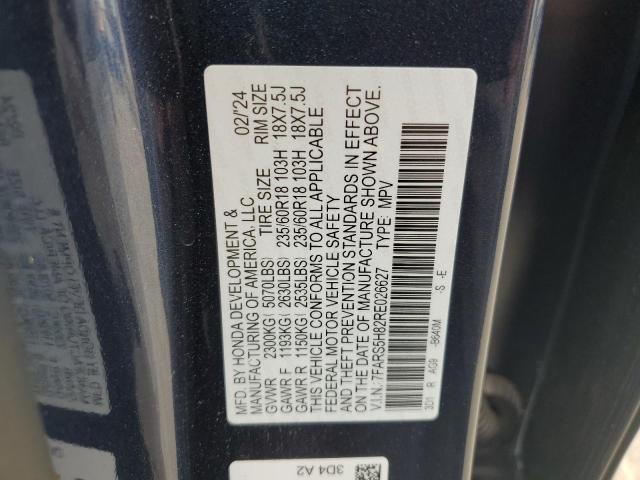 MFD. BY HONDA DEVELOPMENT & 02/'24
MANUFACTURING OF AMERICA, LLC
GVWR 2300KG( 5070LBS) TIRE SIZE RIM SIZE
GAWR F 1193KG( 2630LBS) 235/60R18 103H 18X7.5J
GAWR R 1150KG( 2535LBS) 235/60R18 103H 18X7.5J
THIS VEHICLE CONFORMS TO ALL APPLICABLE
FEDERAL MOTOR VEHICLE SAFETY AND
THEFT PREVENTION STANDARDS IN EFFECT
ON THE DATE OF MANUFACTURE SHOWN ABOVE.
V.I.N.:7FARS5H82RE026627 TYPE: MPV
3D1 R AG9 -B640M -S -E
3D4 A2